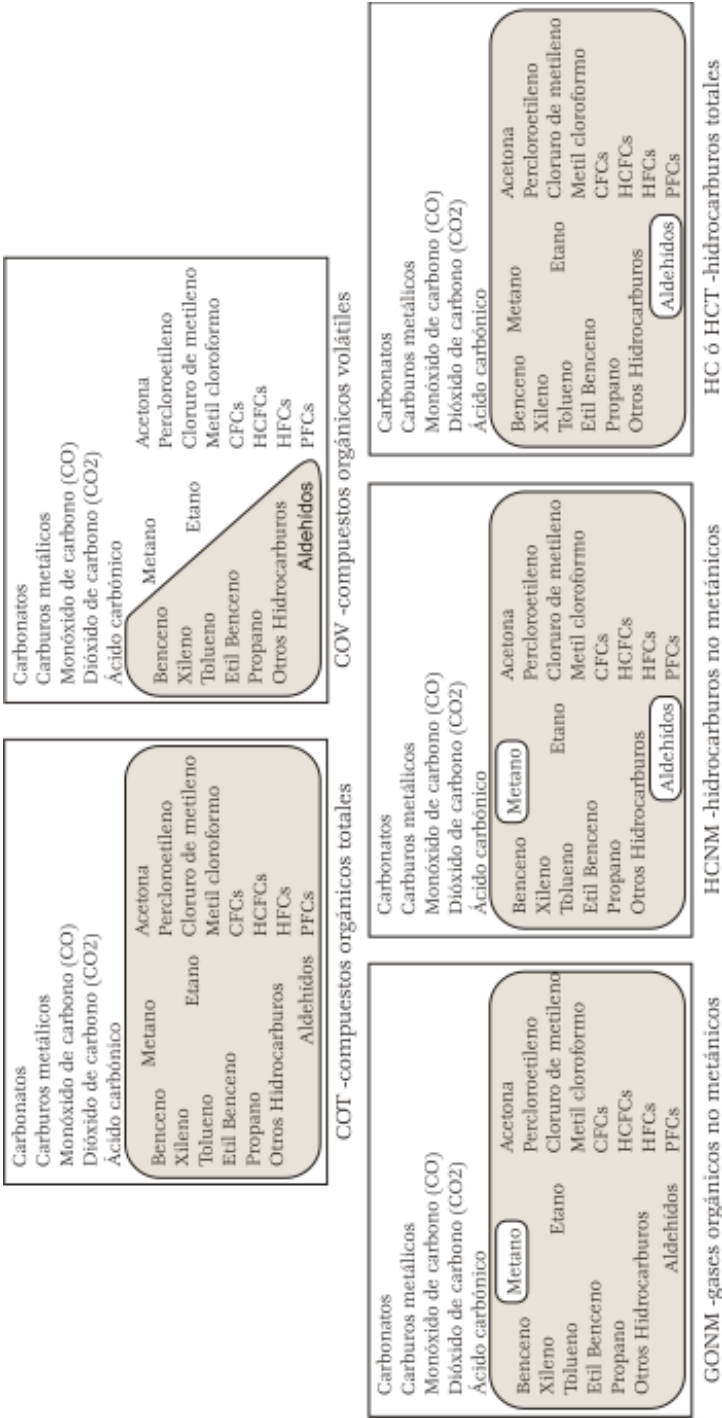 Carbonatos
Carburos metálicos
Monóxido de carbono (CO)
Dióxido de carbono (CO2)
Ácido carbónico
Benceno Metano Acetona
Xileno Percloroetileno
Tolueno Etano Cloruro de metileno
Etil Benceno Metil cloroformo
Propano CFCs
Otros Hidrocarburos HCFCs
HFCs
Aldehídos PFCs
COT -compuestos orgánicos totales
Carbonatos
Carburos metálicos
Monóxido de carbono (CO)
Dióxido de carbono (CO2)
Ácido carbónico
Benceno Metano Acetona
Xileno Percloroetileno
Tolueno Etano Cloruro de metileno
Etil Benceno Metil cloroformo
Propano CFCs
Otros Hidrocarburos HCFCs
HFCs
Aldehídos PFCs
COV -compuestos orgánicos volátiles
Carbonatos
Carburos metálicos
Monóxido de carbono (CO)
Dióxido de carbono (CO2)
Ácido carbónico
Benceno Metano Acetona
Xileno Percloroetileno
Tolueno Etano Cloruro de metileno
Etil Benceno Metil cloroformo
Propano CFCs
Otros Hidrocarburos HCFCs
HFCs
Aldehídos PFCs
GONM -gases orgánicos no metánicos
Carbonatos
Carburos metálicos
Monóxido de carbono (CO)
Dióxido de carbono (CO2)
Ácido carbónico
Benceno Metano Acetona
Xileno Percloroetileno
Tolueno Etano Cloruro de metileno
Etil Benceno Metil cloroformo
Propano CFCs
Otros Hidrocarburos HCFCs
HFCs
Aldehídos PFCs
HCNM -hidrocarburos no metánicos
Carbonatos
Carburos metálicos
Monóxido de carbono (CO)
Dióxido de carbono (CO2)
Ácido carbónico
Benceno Metano Acetona
Xileno Percloroetileno
Tolueno Etano Cloruro de metileno
Etil Benceno Metil cloroformo
Propano CFCs
Otros Hidrocarburos HCFCs
HFCs
Aldehídos PFCs
HC ó HCT -hidrocarburos totales